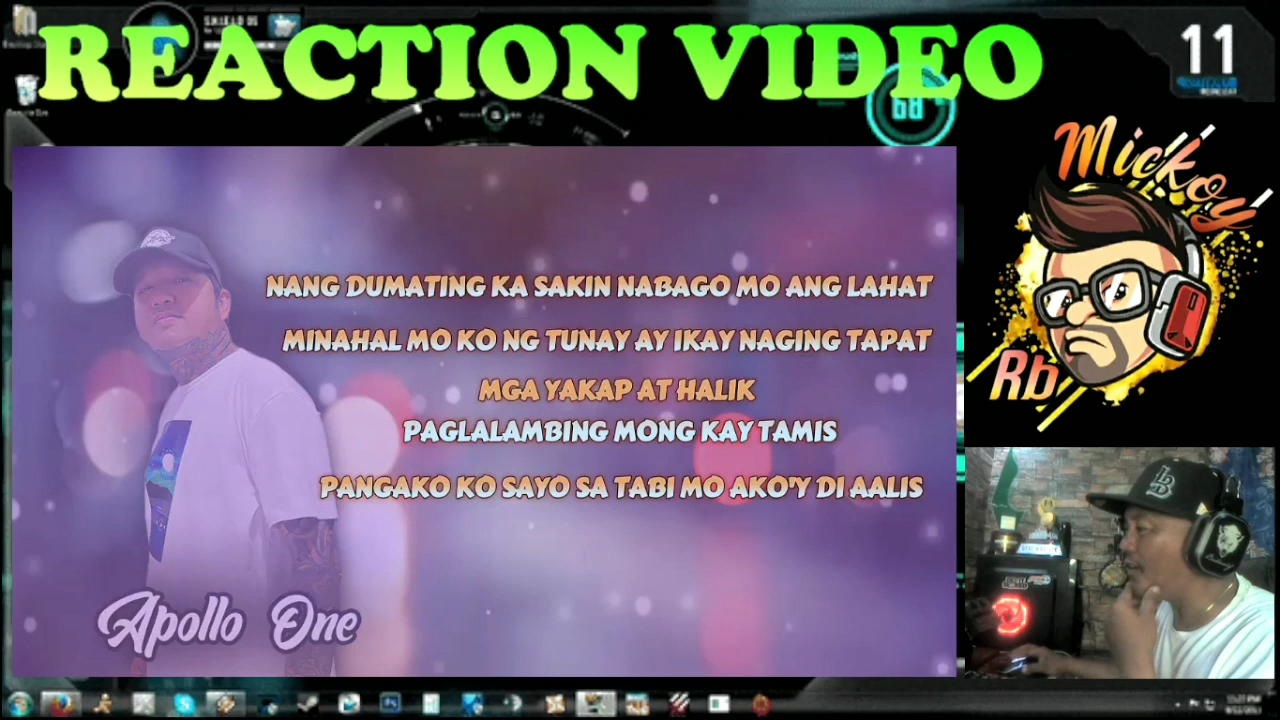 REACTION VIDEO
11
68
Mickoy
Rb
NANG DUMATING KA SAKIN NABAGO MO ANG LAHAT
MINAHAL MO KO NG TUNAY AY IKAY NAGING TAPAT
MGA YAKAP AT HALIK
PAGLALAMBING MONG KAY TAMIS
PANGAKO KO SAYO SA TABI MO AKO'Y DI AALIS
Apollo One